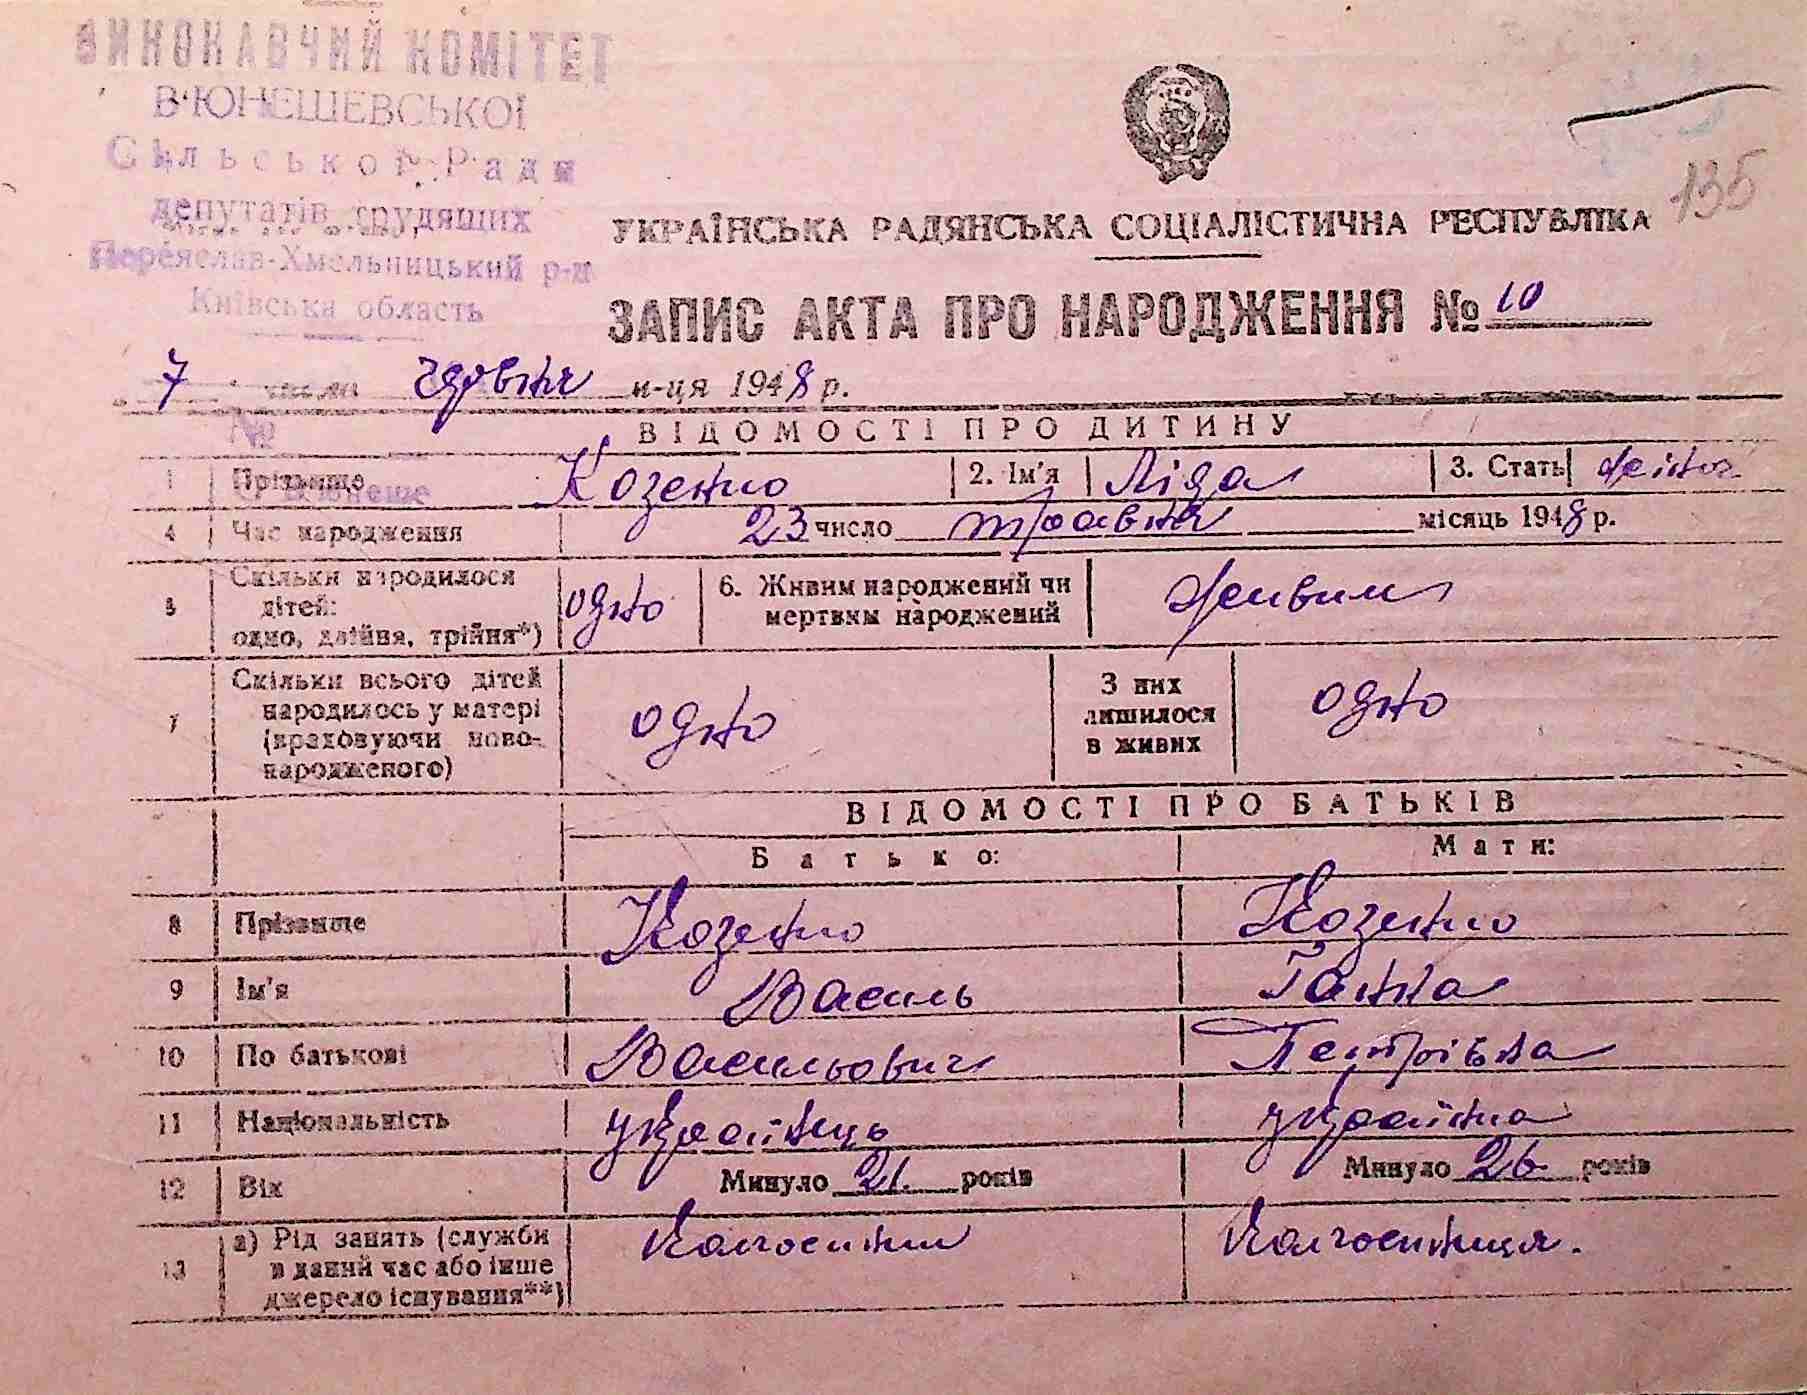 ВИКОНАВЧИЙ КОМІТЕТ
В'ЮНЕШЕВСЬКОЇ
Сільської Ради
депутатів трудящих
Переяслав-Хмельницький р-н
Київська область
135
УКРАЇНСЬКА РАДЯНСЬКА СОЦІАЛІСТИЧНА РЕСПУБЛІКА
ЗАПИС АКТА ПРО НАРОДЖЕННЯ № 10
„ 7 " числа червня м-ця 1948 р.
№
ВІДОМОСТІ ПРО ДИТИНУ
1 Прізвище Козенко 2. Ім'я Ліда 3. Стать жіноч
4 Час народження 23 число травня місяць 1948 р.
5 Скільки народилося дітей: одно, двійня, трійня*) одно 6. Живим народжений чи мертвим народжений живим
7 Скільки всього дітей народилось у матері (враховуючи новонародженого) одно З них лишилося в живих одно
ВІДОМОСТІ ПРО БАТЬКІВ
Батько: Мати:
8 Прізвище Козенко Козенко
9 Ім'я Василь Ганна
10 По батькові Васильович Петрівна
11 Національність українць українка
12 Вік Минуло 21. років Минуло 26 років
13 а) Рід занять (служби в даний час або інше джерело існування**) Колгоспник Колгоспниця.